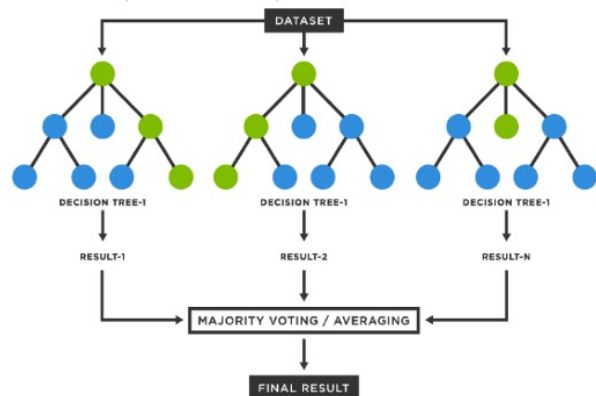 DATASET
DECISION TREE-1
DECISION TREE-1
DECISION TREE-1
RESULT-1
RESULT-2
RESULT-N
MAJORITY VOTING / AVERAGING
FINAL RESULT